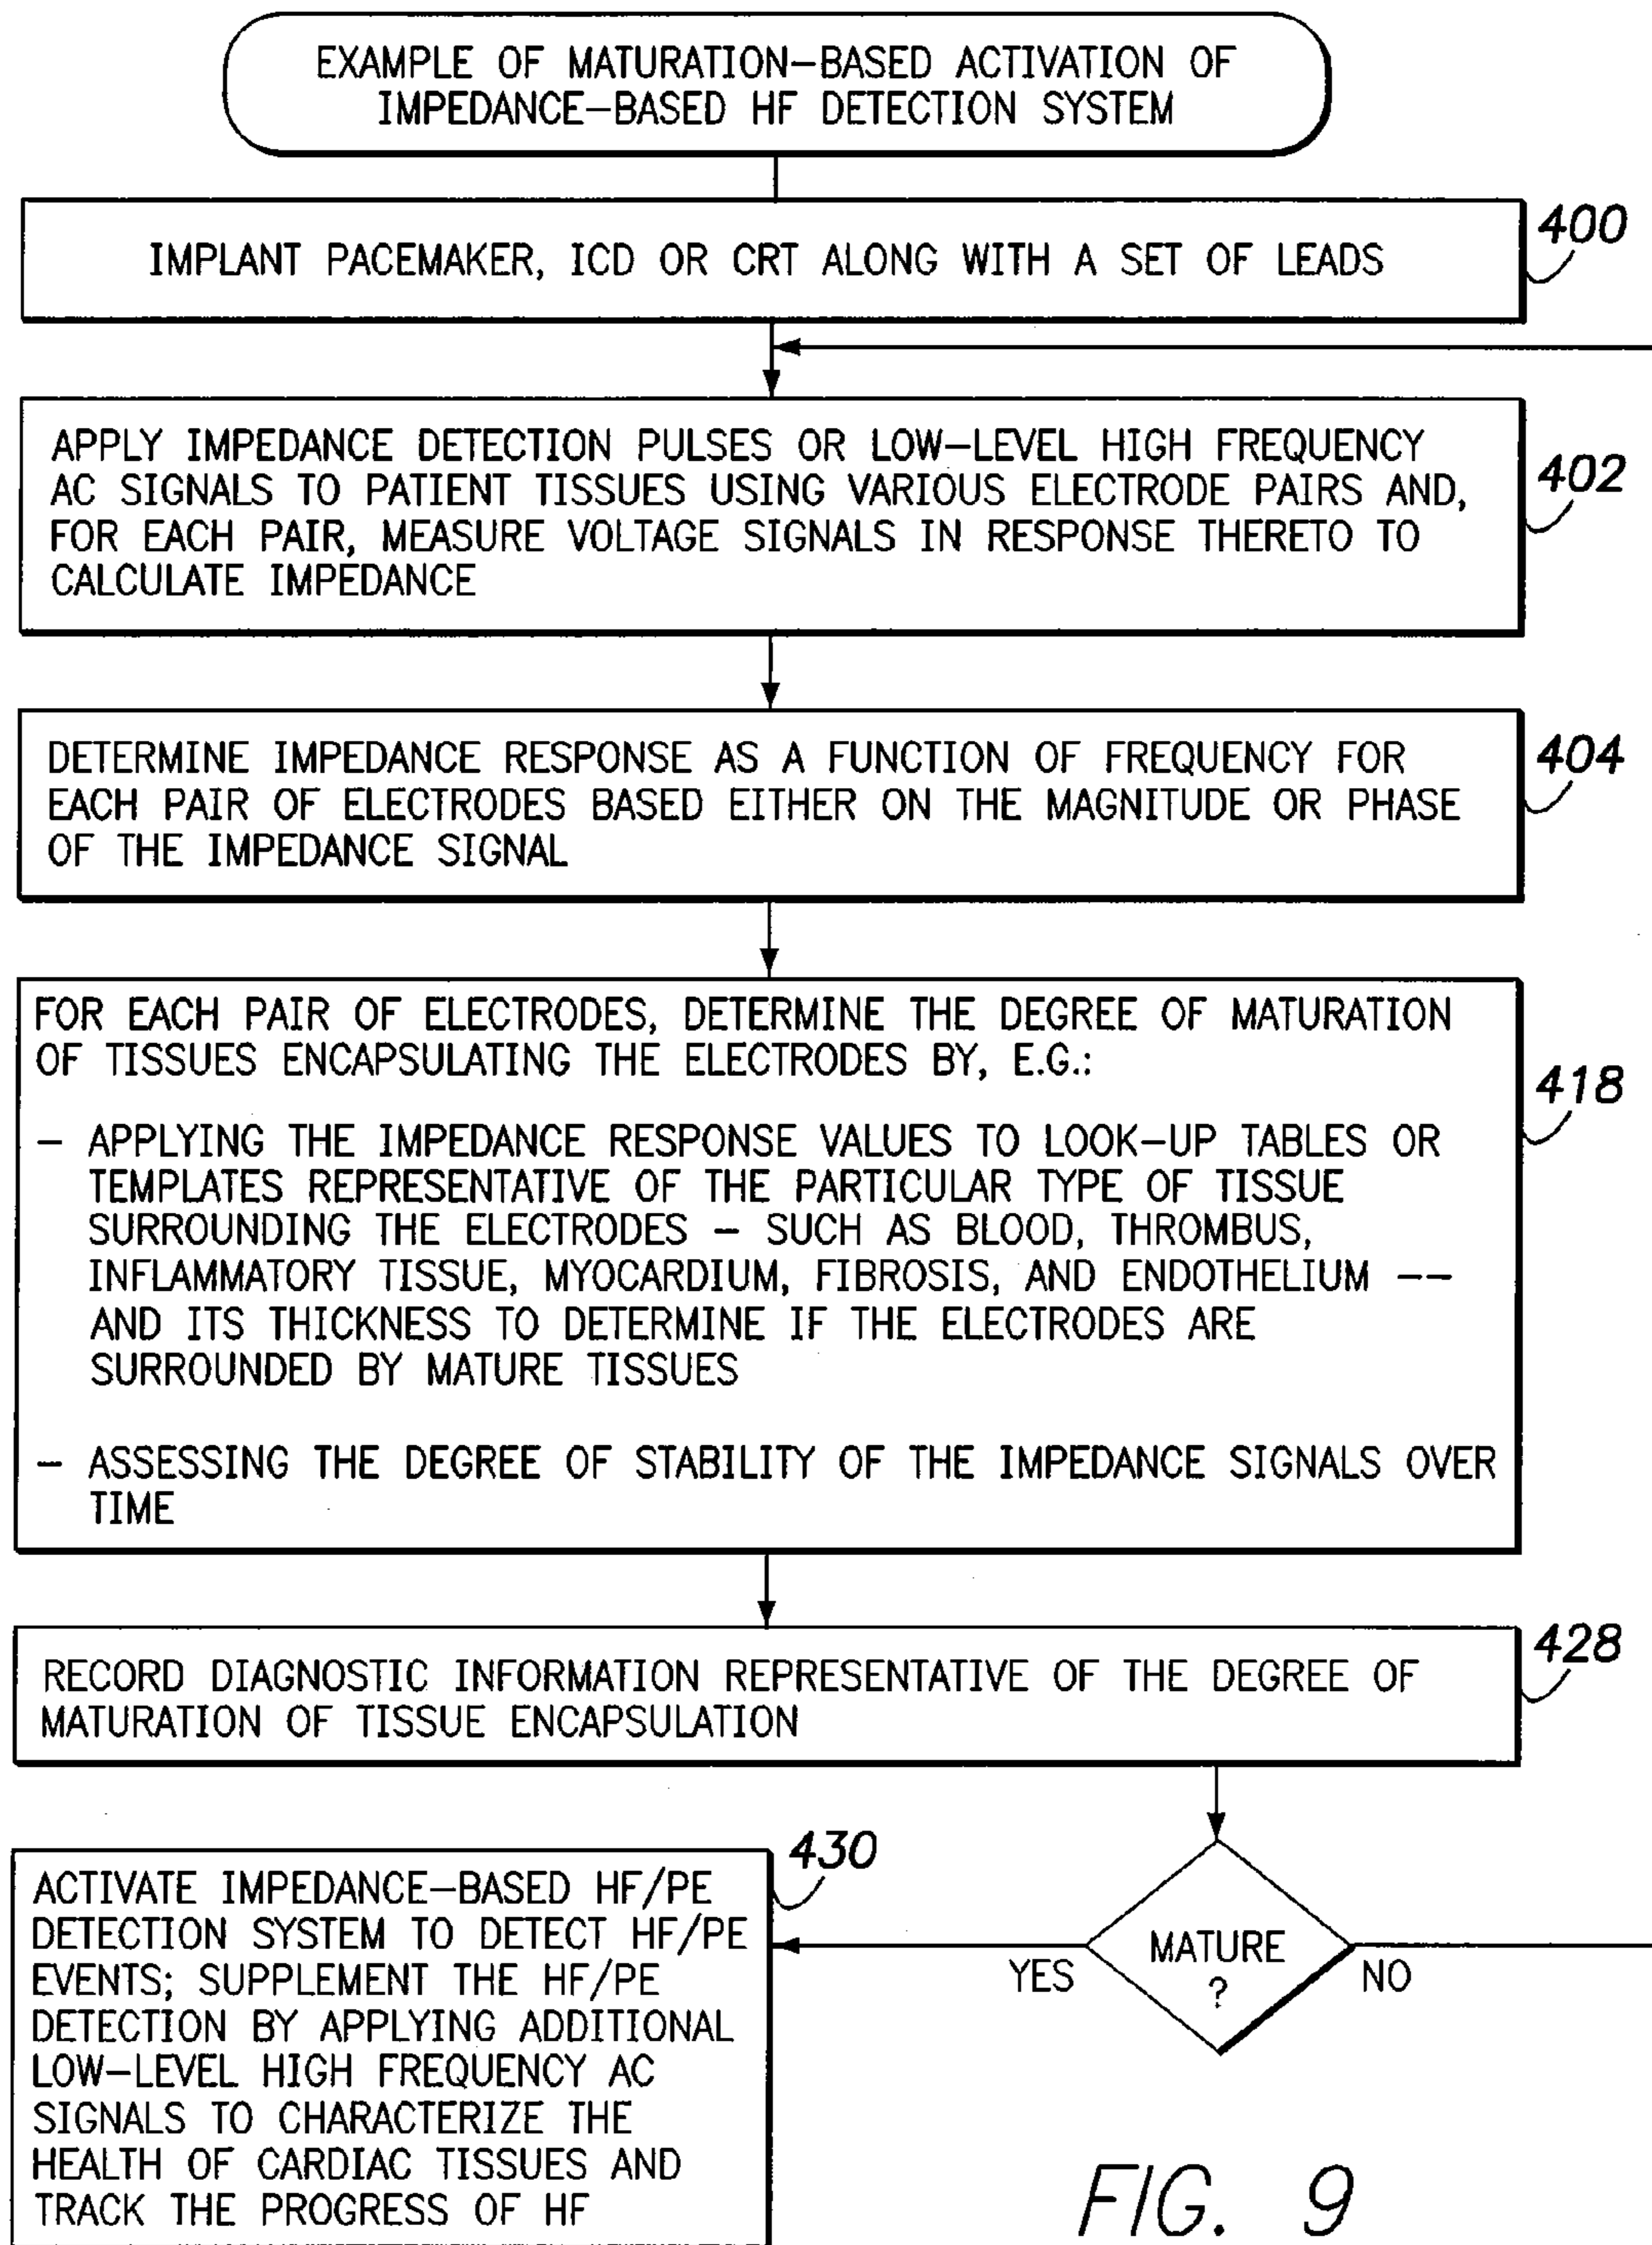 EXAMPLE OF MATURATION-BASED ACTIVATION OF
IMPEDANCE-BASED HF DETECTION SYSTEM
IMPLANT PACEMAKER, ICD OR CRT ALONG WITH A SET OF LEADS
400
APPLY IMPEDANCE DETECTION PULSES OR LOW-LEVEL HIGH FREQUENCY
AC SIGNALS TO PATIENT TISSUES USING VARIOUS ELECTRODE PAIRS AND,
FOR EACH PAIR, MEASURE VOLTAGE SIGNALS IN RESPONSE THERETO TO
CALCULATE IMPEDANCE
402
DETERMINE IMPEDANCE RESPONSE AS A FUNCTION OF FREQUENCY FOR
EACH PAIR OF ELECTRODES BASED EITHER ON THE MAGNITUDE OR PHASE
OF THE IMPEDANCE SIGNAL
404
FOR EACH PAIR OF ELECTRODES, DETERMINE THE DEGREE OF MATURATION
OF TISSUES ENCAPSULATING THE ELECTRODES BY, E.G.:
- APPLYING THE IMPEDANCE RESPONSE VALUES TO LOOK-UP TABLES OR
TEMPLATES REPRESENTATIVE OF THE PARTICULAR TYPE OF TISSUE
SURROUNDING THE ELECTRODES - SUCH AS BLOOD, THROMBUS,
INFLAMMATORY TISSUE, MYOCARDIUM, FIBROSIS, AND ENDOTHELIUM --
AND ITS THICKNESS TO DETERMINE IF THE ELECTRODES ARE
SURROUNDED BY MATURE TISSUES
- ASSESSING THE DEGREE OF STABILITY OF THE IMPEDANCE SIGNALS OVER
TIME
418
RECORD DIAGNOSTIC INFORMATION REPRESENTATIVE OF THE DEGREE OF
MATURATION OF TISSUE ENCAPSULATION
428
ACTIVATE IMPEDANCE-BASED HF/PE
DETECTION SYSTEM TO DETECT HF/PE
EVENTS; SUPPLEMENT THE HF/PE
DETECTION BY APPLYING ADDITIONAL
LOW-LEVEL HIGH FREQUENCY AC
SIGNALS TO CHARACTERIZE THE
HEALTH OF CARDIAC TISSUES AND
TRACK THE PROGRESS OF HF
430
YES
MATURE
?
NO
FIG. 9